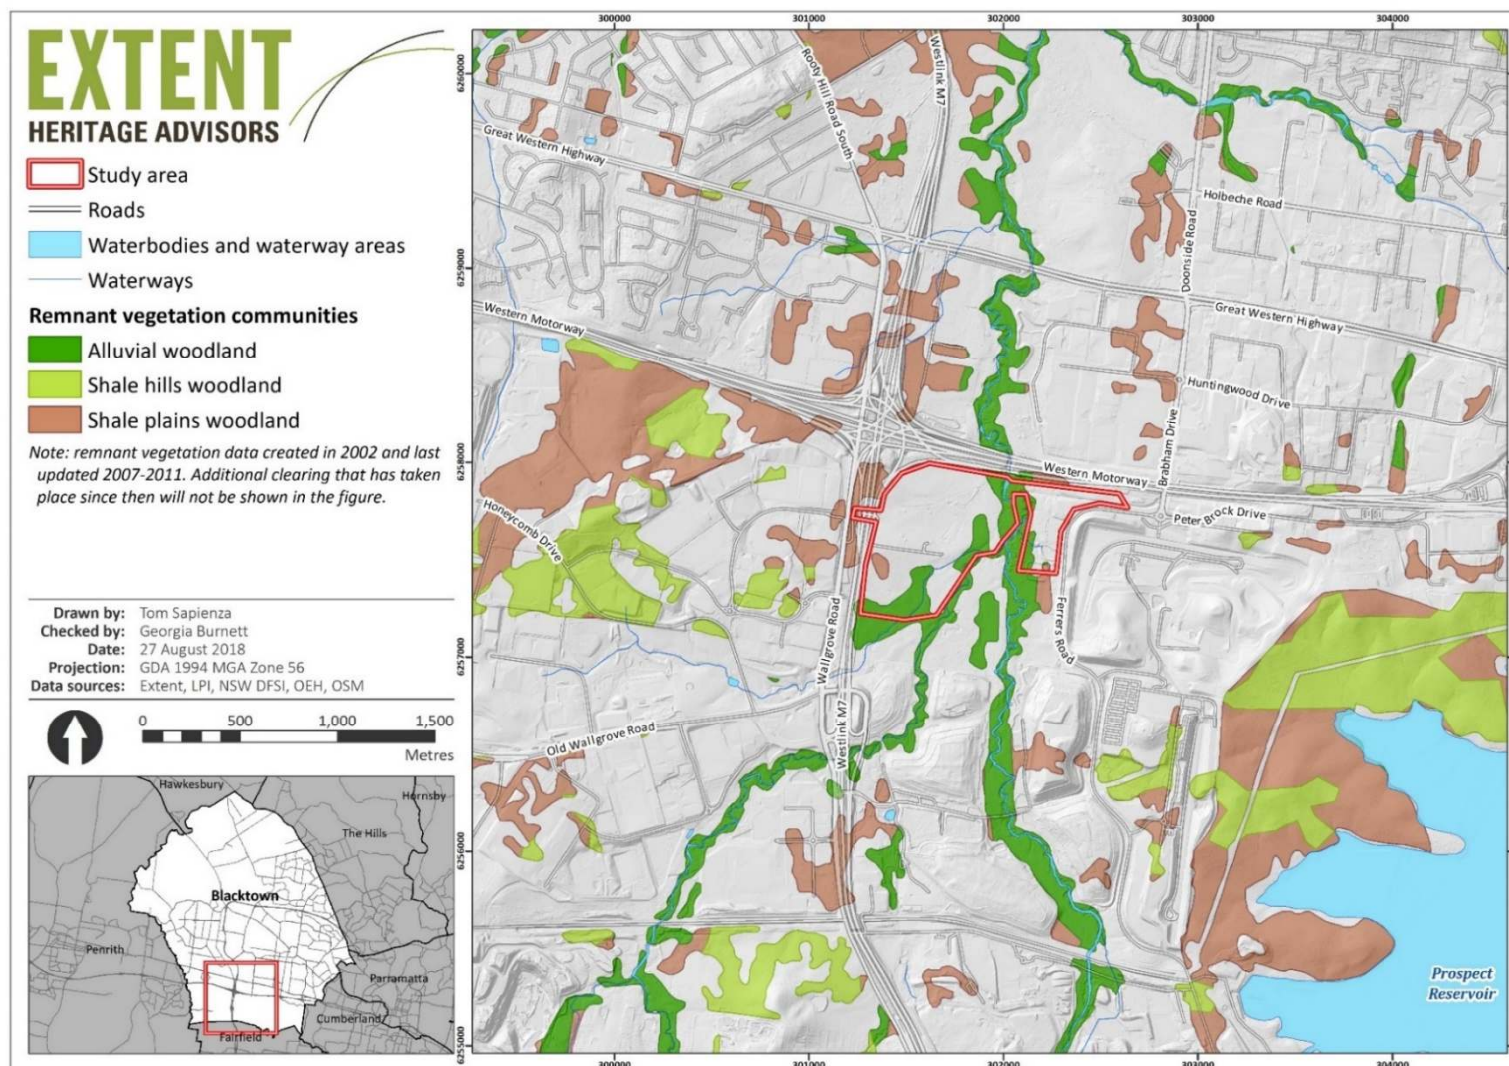 EXTENT
HERITAGE ADVISORS
Study area
Roads
Waterbodies and waterway areas
Waterways
Remnant vegetation communities
Alluvial woodland
Shale hills woodland
Shale plains woodland
Note: remnant vegetation data created in 2002 and last
updated 2007-2011. Additional clearing that has taken
place since then will not be shown in the figure.
Drawn by: Tom Sapienza
Checked by: Georgia Burnett
Date: 27 August 2018
Projection: GDA 1994 MGA Zone 56
Data sources: Extent, LPI, NSW DFSI, OEH, OSM
0 500 1,000 1,500
Metres
Hawkesbury
Hornsby
The Hills
Blacktown
Penrith
Parramatta
Cumberland
Fairfield
300000 301000 302000 303000 304000
6260000
6259000
6258000
6257000
6256000
6255000
Westlink M7
Rooty Hill Road South
Great Western Highway
Holbeche Road
Doonside Road
Great Western Highway
Western Motorway
Huntingwood Drive
Brabham Drive
Western Motorway
Peter Brock Drive
Honeycomb Drive
Wallgrove Road
Ferrers Road
Old Wallgrove Road
Westlink M7
Prospect
Reservoir
300000 301000 302000 303000 304000